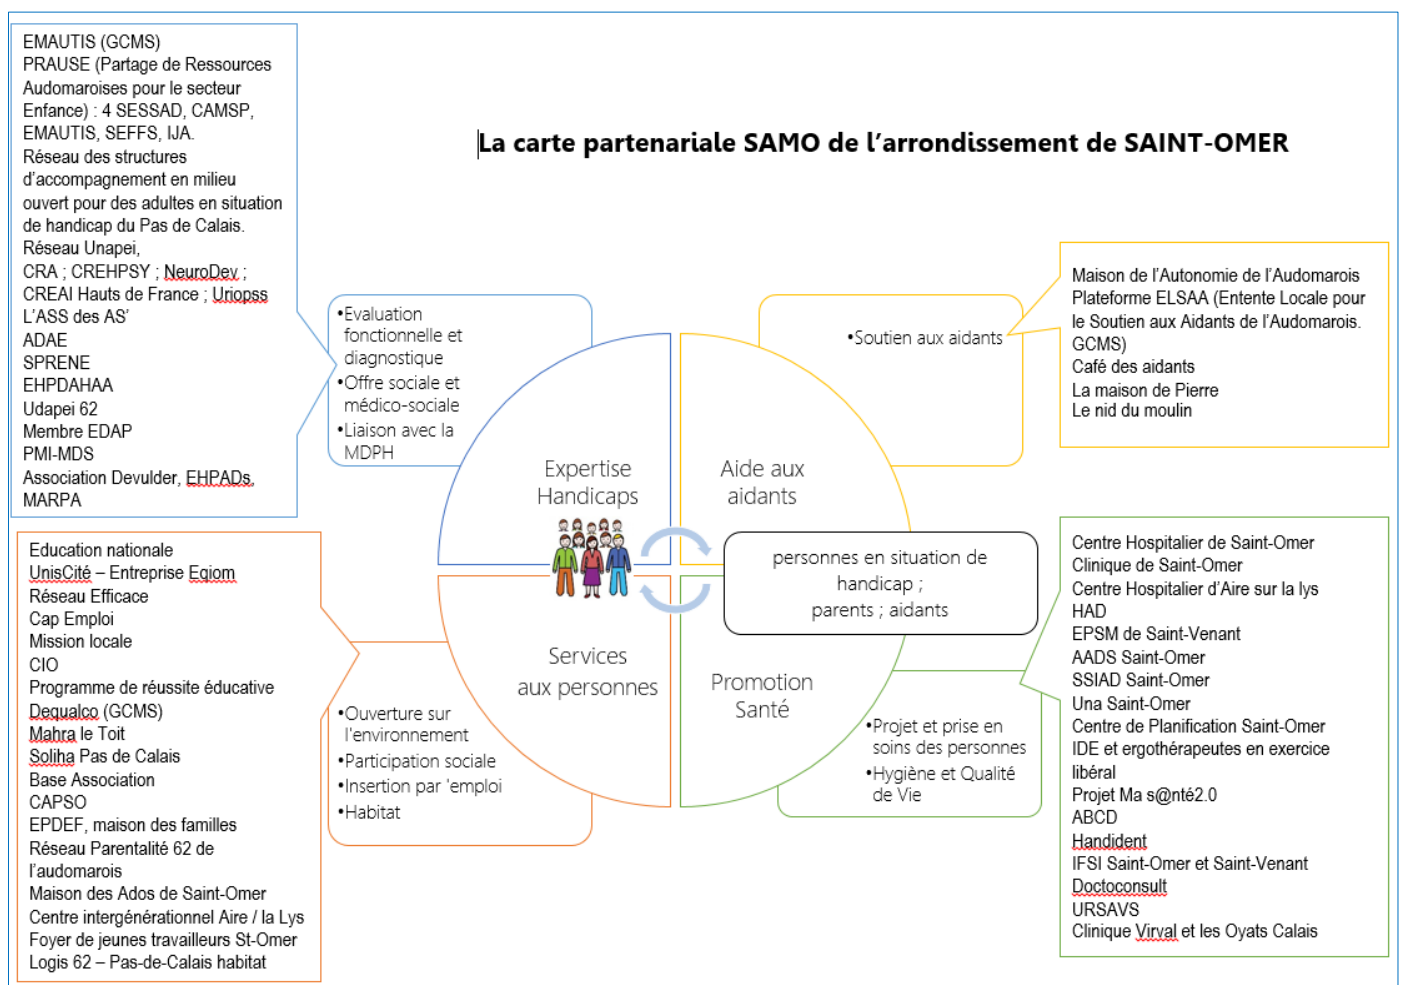 La carte partenariale SAMO de l’arrondissement de SAINT-OMER
EMAUTIS (GCMS)
PRAUSE (Partage de Ressources
Audomaroises pour le secteur
Enfance) : 4 SESSAD, CAMSP,
EMAUTIS, SEFFS, IJA.
Réseau des structures
d’accompagnement en milieu
ouvert pour des adultes en situation
de handicap du Pas de Calais.
Réseau Unapei,
CRA ; CREHPSY ; NeuroDev ;
CREAI Hauts de France ; Uriopss
L’ASS des AS’
ADAE
SPRENE
EHPDAHAA
Udapei 62
Membre EDAP
PMI-MDS
Association Devulder, EHPADs,
MARPA
•Evaluation
fonctionnelle et
diagnostique
•Offre sociale et
médico-sociale
•Liaison avec la
MDPH
Expertise
Handicaps
Aide aux
aidants
•Soutien aux aidants
Maison de l’Autonomie de l’Audomarois
Plateforme ELSAA (Entente Locale pour
le Soutien aux Aidants de l’Audomarois.
GCMS)
Café des aidants
La maison de Pierre
Le nid du moulin
personnes en situation de
handicap ;
parents ; aidants
Education nationale
UnisCité – Entreprise Eqiom
Réseau Efficace
Cap Emploi
Mission locale
CIO
Programme de réussite éducative
Dequalco (GCMS)
Mahra le Toit
Soliha Pas de Calais
Base Association
CAPSO
EPDEF, maison des familles
Réseau Parentalité 62 de
l’audomarois
Maison des Ados de Saint-Omer
Centre intergénérationnel Aire / la Lys
Foyer de jeunes travailleurs St-Omer
Logis 62 – Pas-de-Calais habitat
•Ouverture sur
l'environnement
•Participation sociale
•Insertion par 'emploi
•Habitat
Services
aux personnes
Promotion
Santé
•Projet et prise en
soins des personnes
•Hygiène et Qualité
de Vie
Centre Hospitalier de Saint-Omer
Clinique de Saint-Omer
Centre Hospitalier d’Aire sur la lys
HAD
EPSM de Saint-Venant
AADS Saint-Omer
SSIAD Saint-Omer
Una Saint-Omer
Centre de Planification Saint-Omer
IDE et ergothérapeutes en exercice
libéral
Projet Ma s@nté2.0
ABCD
Handident
IFSI Saint-Omer et Saint-Venant
Doctoconsult
URSAVS
Clinique Virval et les Oyats Calais